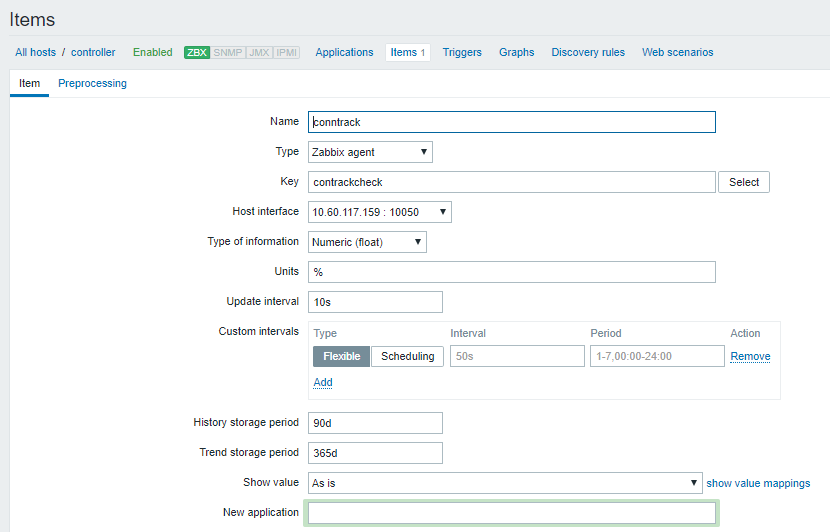 Items
All hosts / controller Enabled ZBX SNMP JMX IPMI Applications Items 1 Triggers Graphs Discovery rules Web scenarios
Item Preprocessing
Name conntrack
Type Zabbix agent
Key contrackcheck Select
Host interface 10.60.117.159 : 10050
Type of information Numeric (float)
Units %
Update interval 10s
Custom intervals Type Interval Period Action
Flexible Scheduling 50s 1-7,00:00-24:00 Remove
Add
History storage period 90d
Trend storage period 365d
Show value As is show value mappings
New application